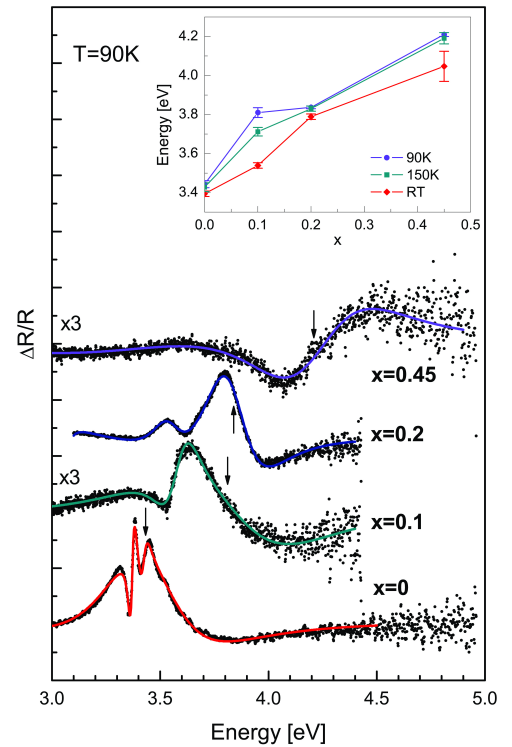 T=90K
4.2
4.0
3.8
3.6
3.4
Energy [eV]
90K
150K
RT
0.0 0.1 0.2 0.3 0.4 0.5
x
ΔR/R
x3
x=0.45
x=0.2
x3
x=0.1
x=0
3.0 3.5 4.0 4.5 5.0
Energy [eV]